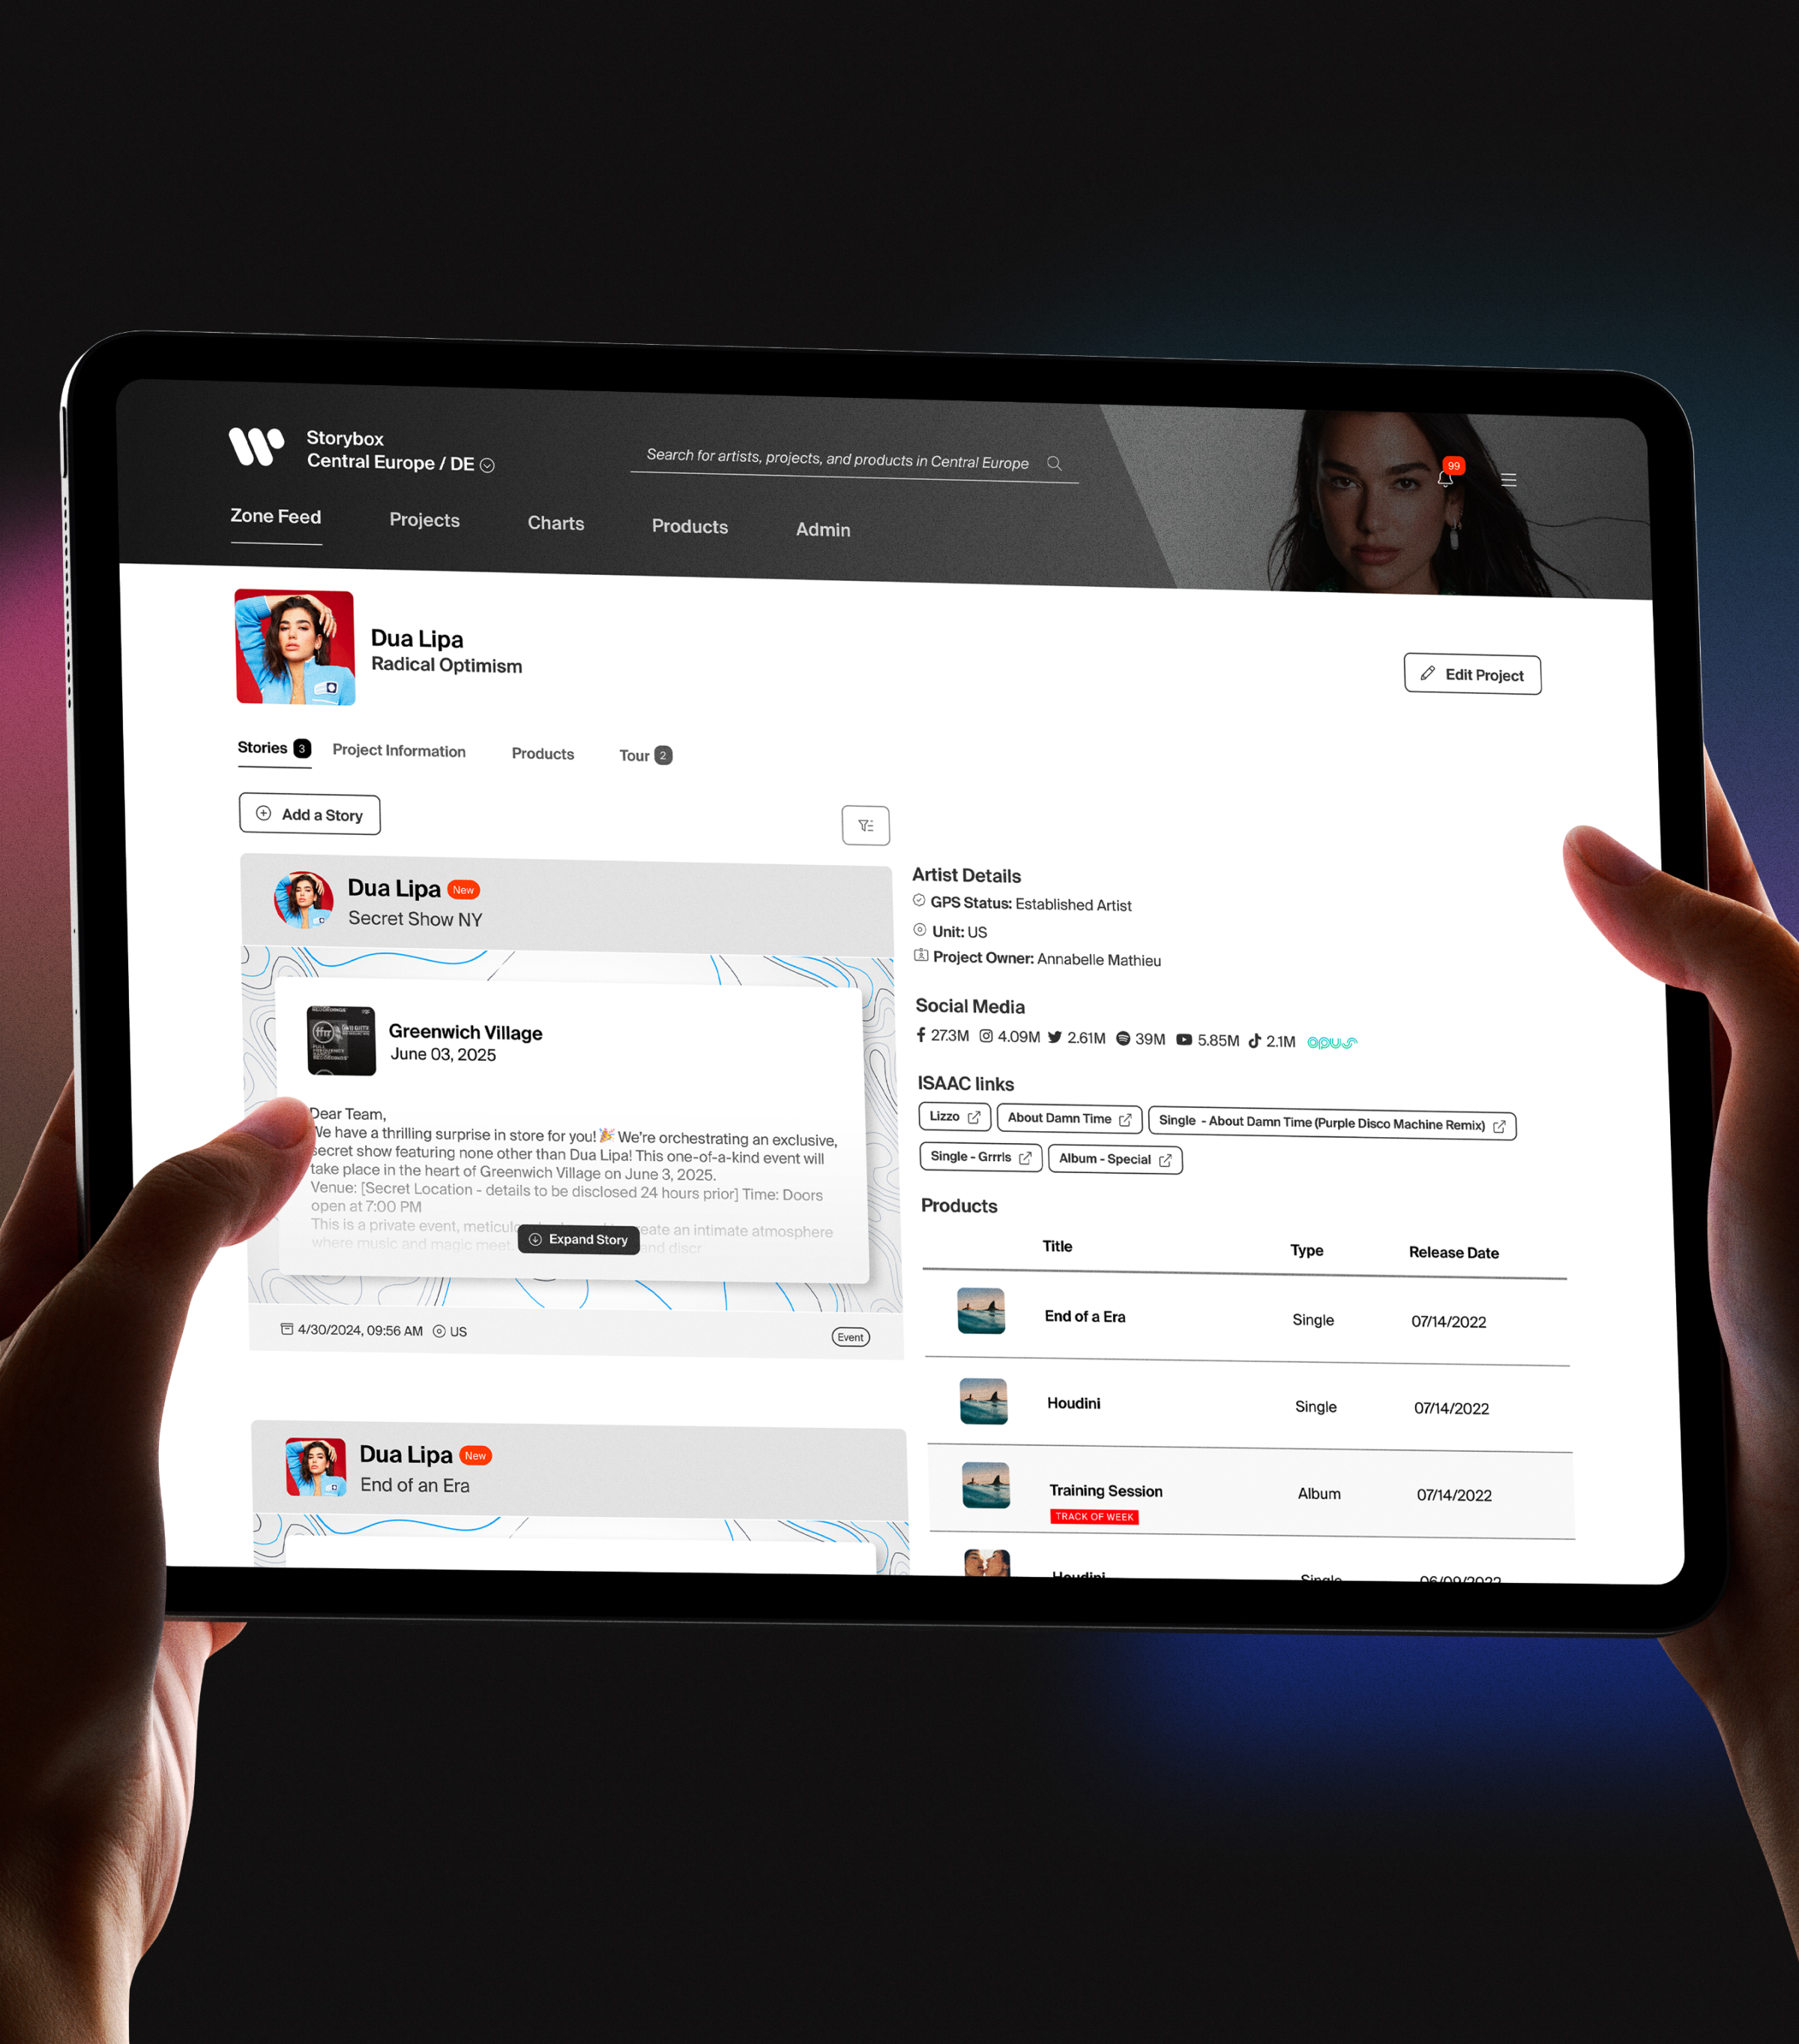 Storybox
Central Europe / DE
Search for artists, projects, and products in Central Europe
99
Zone Feed
Projects
Charts
Products
Admin
Dua Lipa
Radical Optimism
Edit Project
Stories 3
Project Information
Products
Tour 2
Add a Story
Dua Lipa New
Secret Show NY
ffrr
Greenwich Village
June 03, 2025
Dear Team,
We have a thrilling surprise in store for you! 🎉 We're orchestrating an exclusive,
secret show featuring none other than Dua Lipa! This one-of-a-kind event will
take place in the heart of Greenwich Village on June 3, 2025.
Venue: [Secret Location - details to be disclosed 24 hours prior] Time: Doors
open at 7:00 PM
This is a private event, an intimate atmosphere
where music and magic meet. and discr
Expand Story
4/30/2024, 09:56 AM US
Event
Dua Lipa New
End of an Era
Artist Details
GPS Status: Established Artist
Unit: US
Project Owner: Annabelle Mathieu
Social Media
27.3M 4.09M 2.61M 39M 5.85M 2.1M opus
ISAAC links
Lizzo
About Damn Time
Single - About Damn Time (Purple Disco Machine Remix)
Single - Grrrls
Album - Special
Products
Title Type Release Date
End of a Era Single 07/14/2022
Houdini Single 07/14/2022
Training Session Album 07/14/2022
TRACK OF WEEK
Houdini Single 06/09/2022